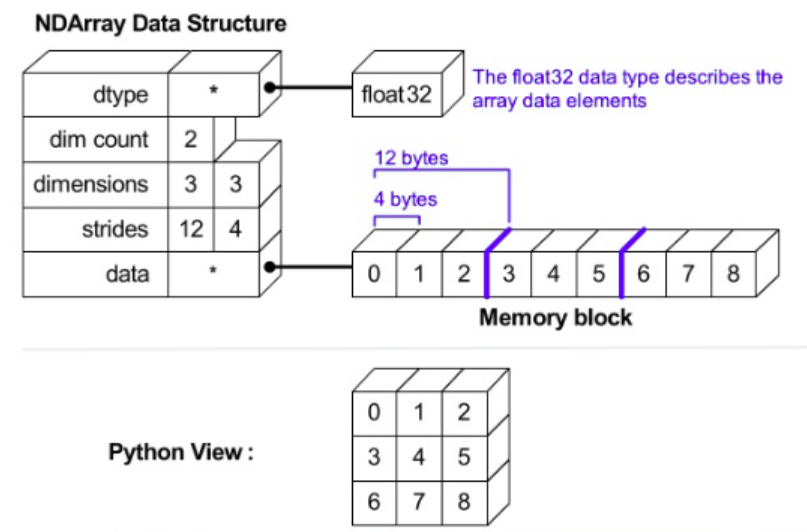 NDArray Data Structure
dtype *
float32
The float32 data type describes the
array data elements
dim count 2
dimensions 3 3
strides 12 4
data *
12 bytes
4 bytes
0 1 2 3 4 5 6 7 8
Memory block
Python View :
0 1 2
3 4 5
6 7 8